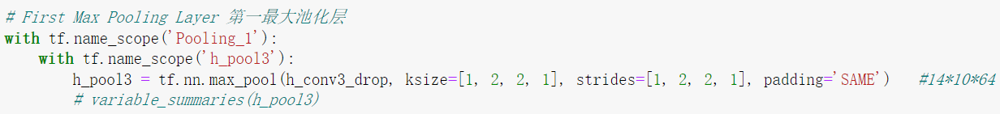 # First Max Pooling Layer 第一最大池化层
with tf.name_scope('Pooling_1'):
    with tf.name_scope('h_pool3'):
        h_pool3 = tf.nn.max_pool(h_conv3_drop, ksize=[1, 2, 2, 1], strides=[1, 2, 2, 1], padding='SAME')   #14*10*64
        # variable_summaries(h_pool3)